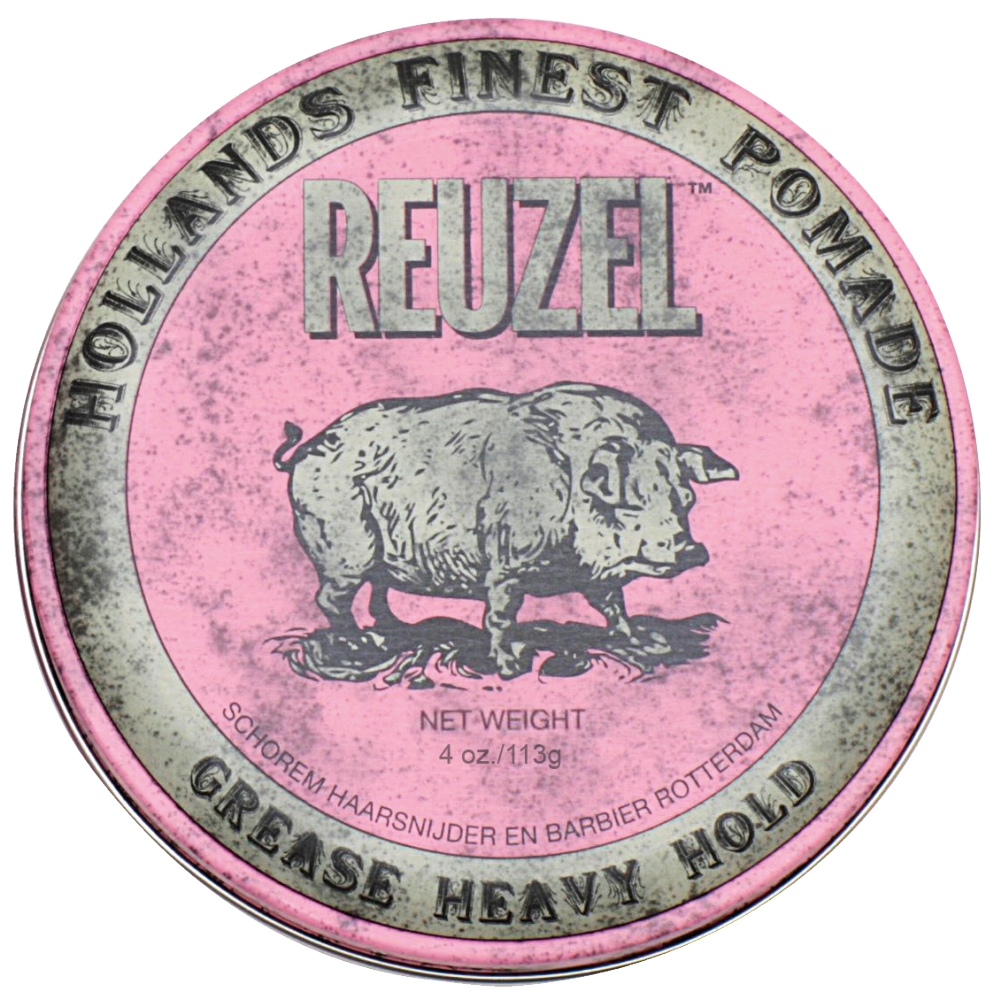 HOLLANDS FINEST POMADE
REUZEL™
NET WEIGHT
4 oz./113g
SCHOREM HAARSNIJDER EN BARBIER ROTTERDAM
GREASE HEAVY HOLD